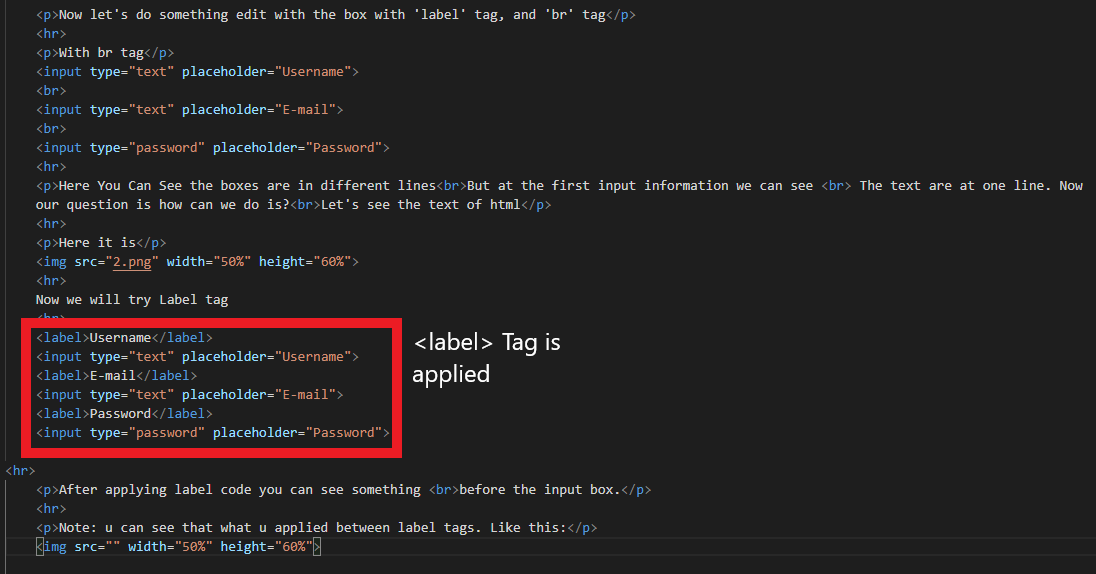 <p>Now let's do something edit with the box with 'label' tag, and 'br' tag</p>
<hr>
<p>With br tag</p>
<input type="text" placeholder="Username">
<br>
<input type="text" placeholder="E-mail">
<br>
<input type="password" placeholder="Password">
<hr>
<p>Here You Can See the boxes are in different lines<br>But at the first input information we can see <br> The text are at one line. Now
our question is how can we do is?<br>Let's see the text of html</p>
<hr>
<p>Here it is</p>
<img src="2.png" width="50%" height="60%">
<hr>
Now we will try Label tag
<hr>
<label>Username</label>
<input type="text" placeholder="Username">
<label>E-mail</label>
<input type="text" placeholder="E-mail">
<label>Password</label>
<input type="password" placeholder="Password">
<label> Tag is
applied
<hr>
<p>After applying label code you can see something <br>before the input box.</p>
<hr>
<p>Note: u can see that what u applied between label tags. Like this:</p>
<img src="" width="50%" height="60%">